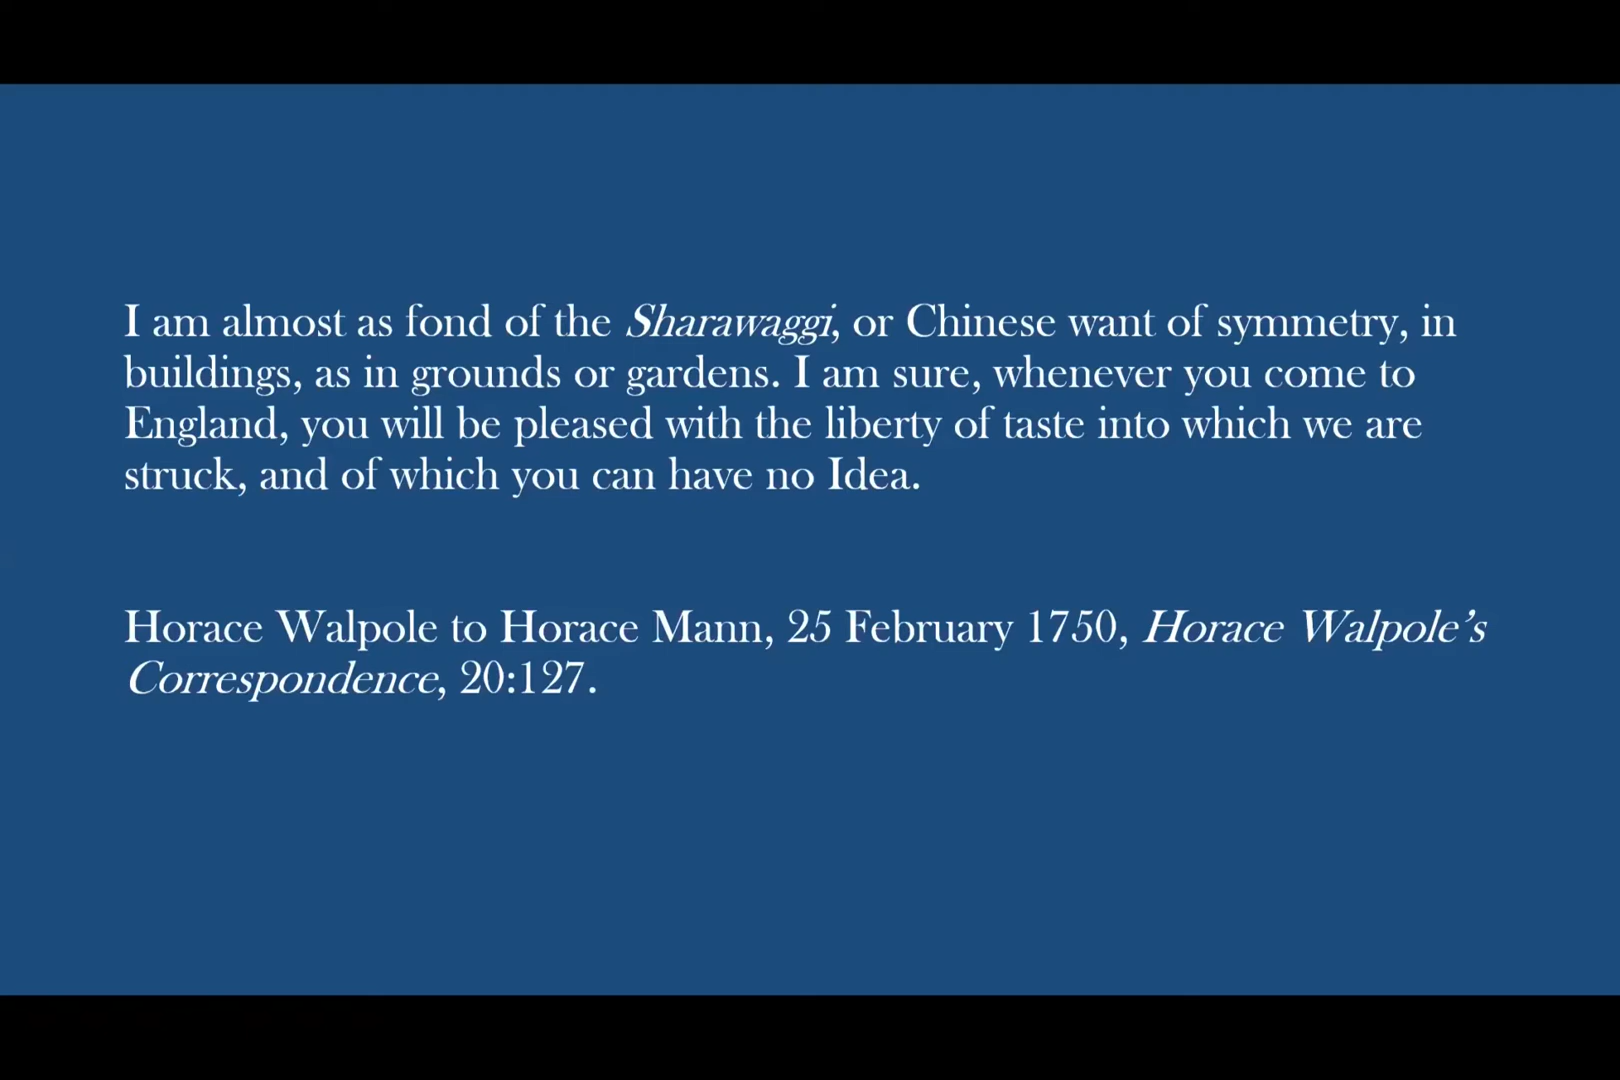 I am almost as fond of the Sharawaggi, or Chinese want of symmetry, in
buildings, as in grounds or gardens. I am sure, whenever you come to
England, you will be pleased with the liberty of taste into which we are
struck, and of which you can have no Idea.
Horace Walpole to Horace Mann, 25 February 1750, Horace Walpole’s
Correspondence, 20:127.